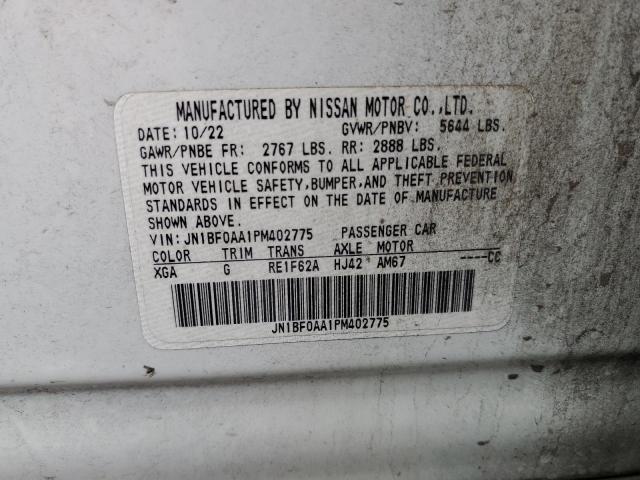 MANUFACTURED BY NISSAN MOTOR CO.,LTD.
DATE: 10/22 GVWR/PNBV: 5644 LBS.
GAWR/PNBE FR: 2767 LBS. RR: 2888 LBS.
THIS VEHICLE CONFORMS TO ALL APPLICABLE FEDERAL
MOTOR VEHICLE SAFETY,BUMPER,AND THEFT PREVENTION
STANDARDS IN EFFECT ON THE DATE OF MANUFACTURE
SHOWN ABOVE.
VIN: JN1BF0AA1PM402775 PASSENGER CAR
COLOR TRIM TRANS AXLE MOTOR
XGA G RE1F62A HJ42 AM67 ----CC
JN1BF0AA1PM402775